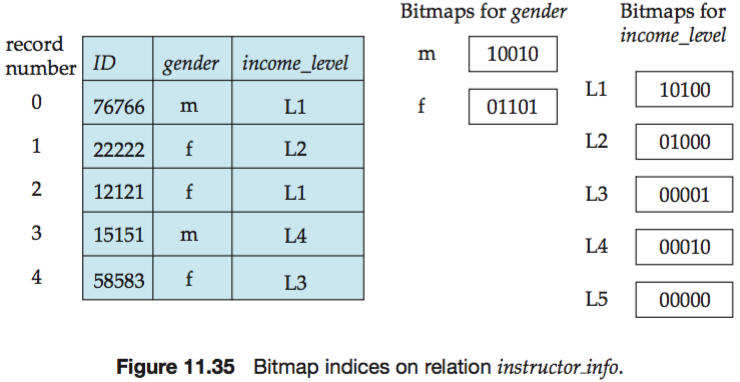 Bitmaps for gender
Bitmaps for
income_level
record
number
ID gender income_level
m 10010
f 01101
0 76766 m L1
1 22222 f L2
2 12121 f L1
3 15151 m L4
4 58583 f L3
L1 10100
L2 01000
L3 00001
L4 00010
L5 00000
Figure 11.35 Bitmap indices on relation instructor_info.